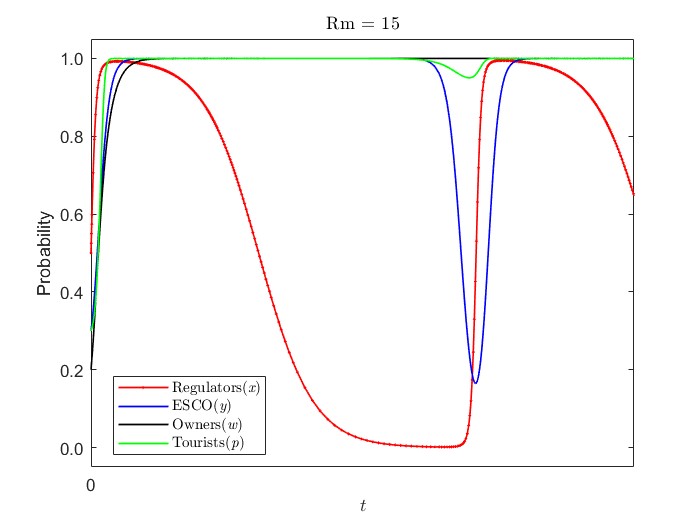 Rm = 15
Probability
1.0
0.8
0.6
0.4
0.2
0.0
Regulators(x)
ESCO(y)
Owners(w)
Tourists(p)
0
t